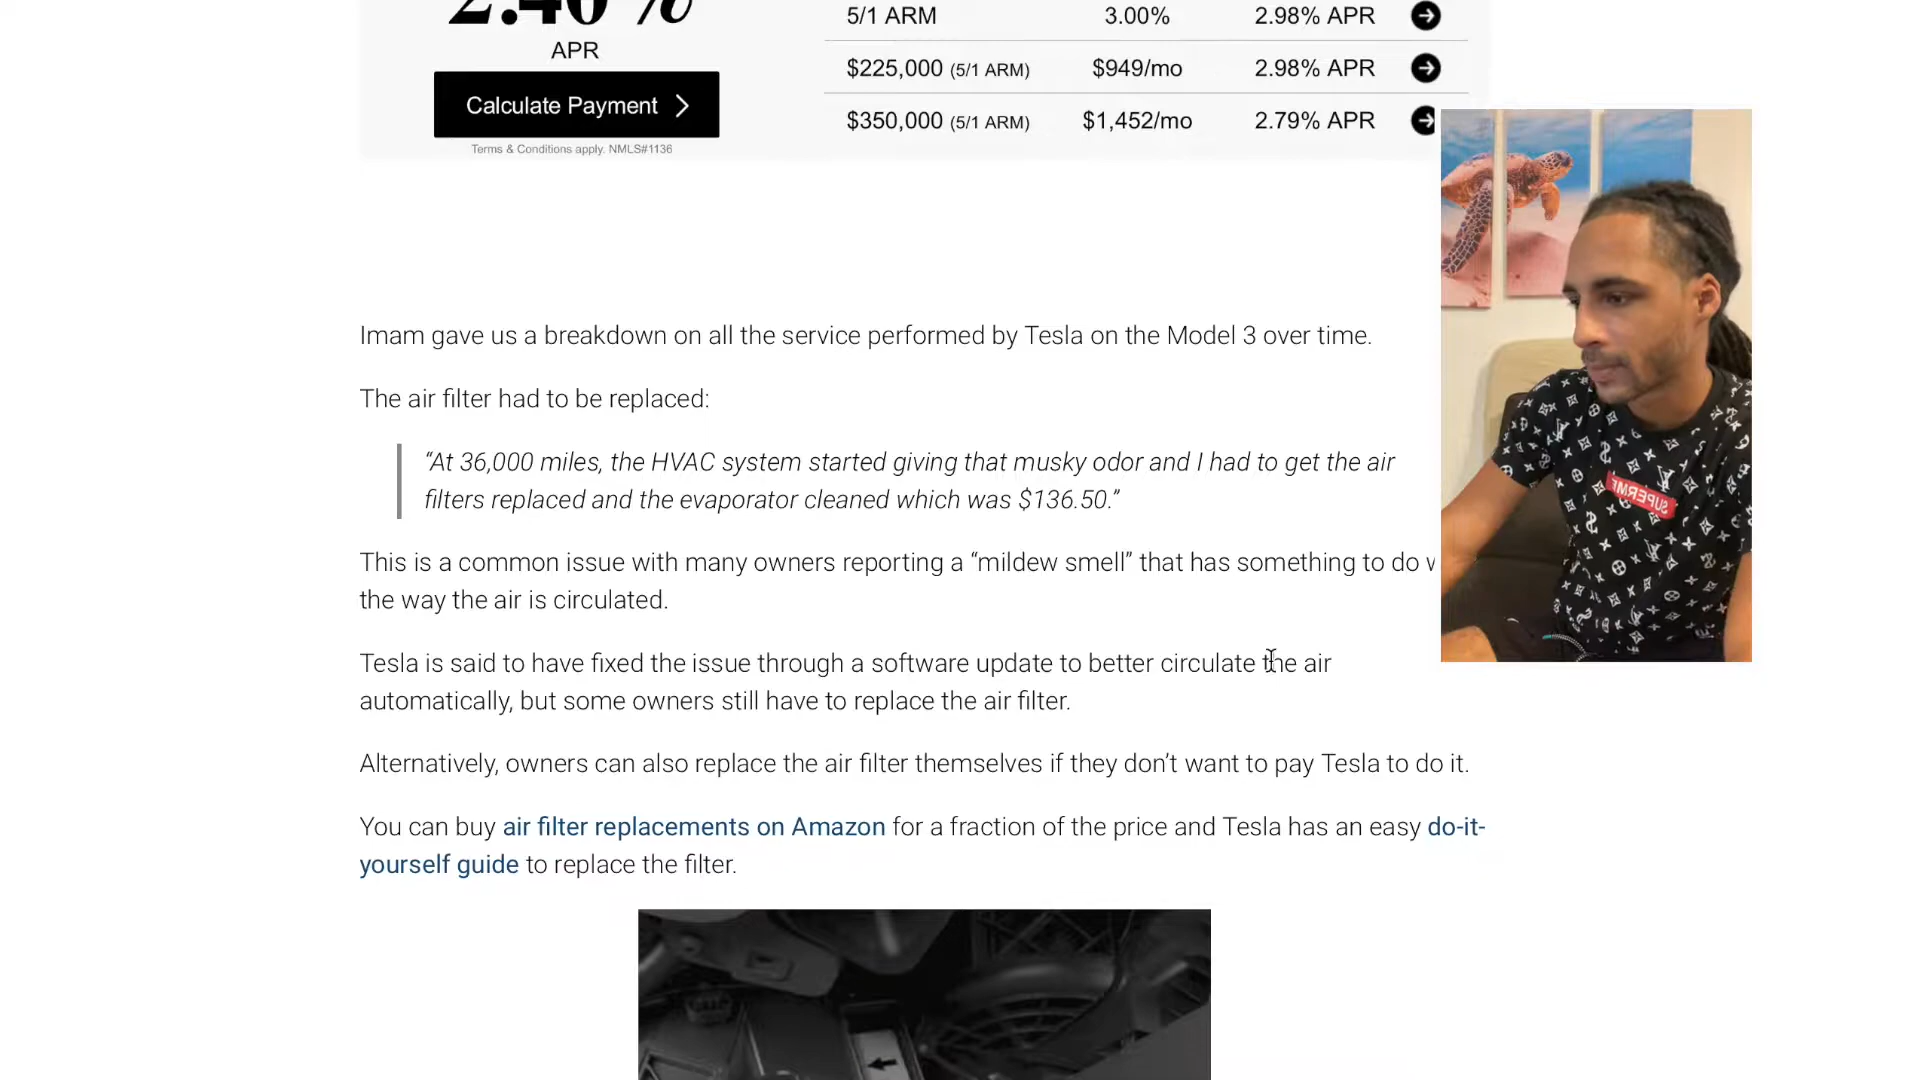 2.40%
APR
Calculate Payment
Terms & Conditions apply. NMLS#1136
5/1 ARM 3.00% 2.98% APR
$225,000 (5/1 ARM) $949/mo 2.98% APR
$350,000 (5/1 ARM) $1,452/mo 2.79% APR
Imam gave us a breakdown on all the service performed by Tesla on the Model 3 over time.
The air filter had to be replaced:
“At 36,000 miles, the HVAC system started giving that musky odor and I had to get the air
filters replaced and the evaporator cleaned which was $136.50.”
This is a common issue with many owners reporting a “mildew smell” that has something to do
the way the air is circulated.
Tesla is said to have fixed the issue through a software update to better circulate the air
automatically, but some owners still have to replace the air filter.
Alternatively, owners can also replace the air filter themselves if they don’t want to pay Tesla to do it.
You can buy air filter replacements on Amazon for a fraction of the price and Tesla has an easy do-it-
yourself guide to replace the filter.
SUPREME